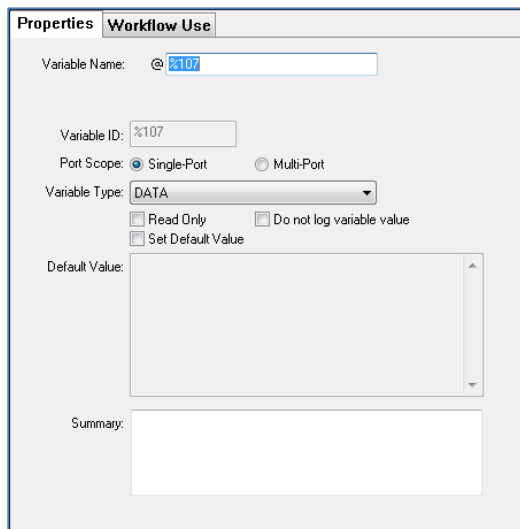 Properties Workflow Use
Variable Name: @ %107
Variable ID: %107
Port Scope: Single-Port Multi-Port
Variable Type: DATA
Read Only Do not log variable value
Set Default Value
Default Value:
Summary: